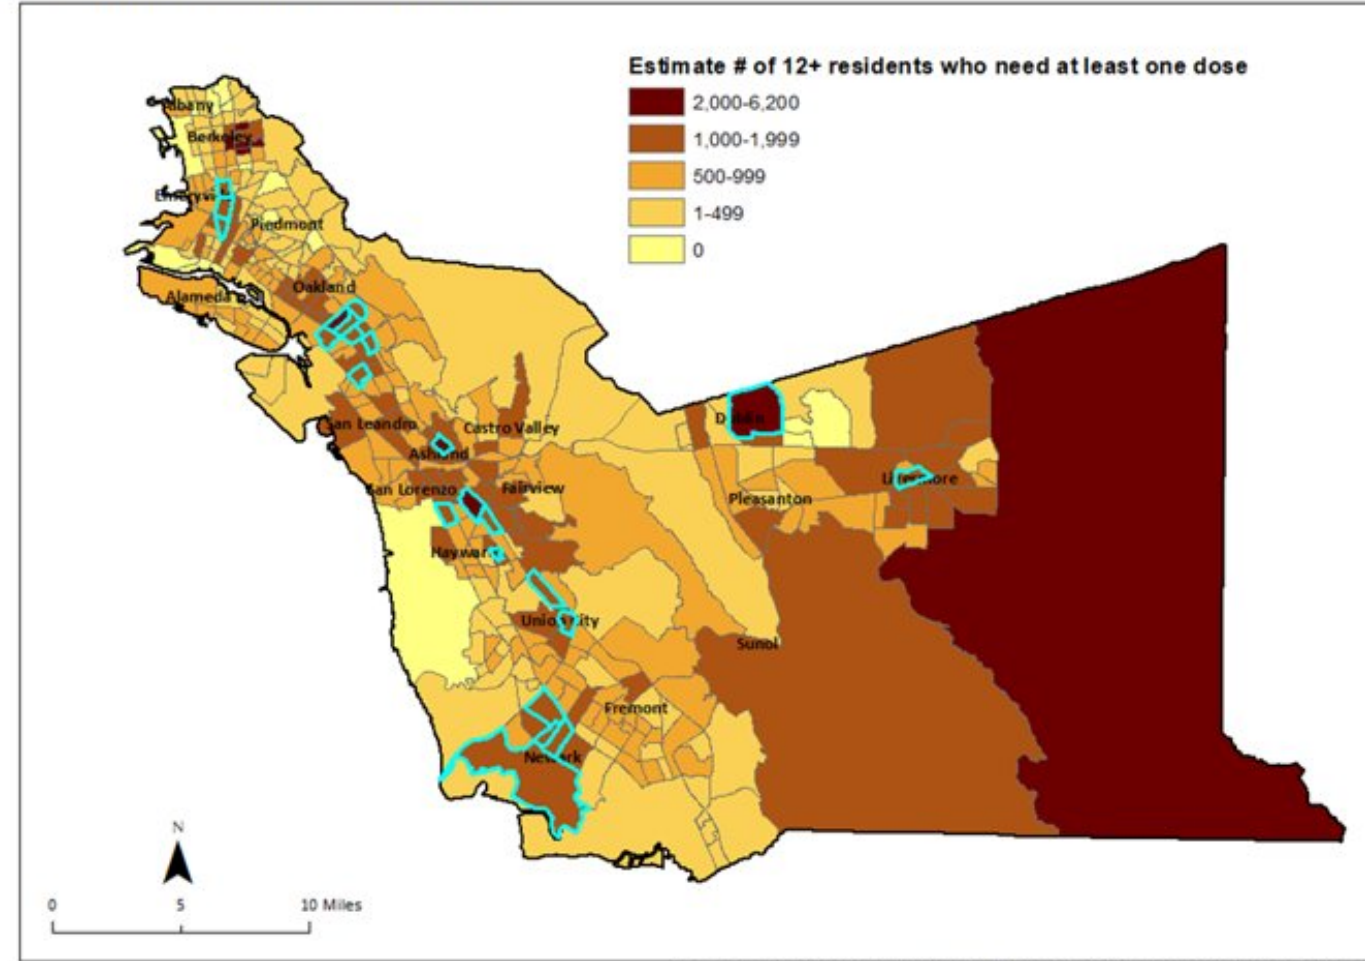 Estimate # of 12+ residents who need at least one dose
2,000-6,200
1,000-1,999
500-999
1-499
0
Berkeley
Piedmont
Oakland
Alameda
San Leandro
Castro Valley
Ashland
San Lorenzo
Fairview
Dublin
Livermore
Pleasanton
Union City
Sunol
Fremont
Newark
N
0 5 10 Miles